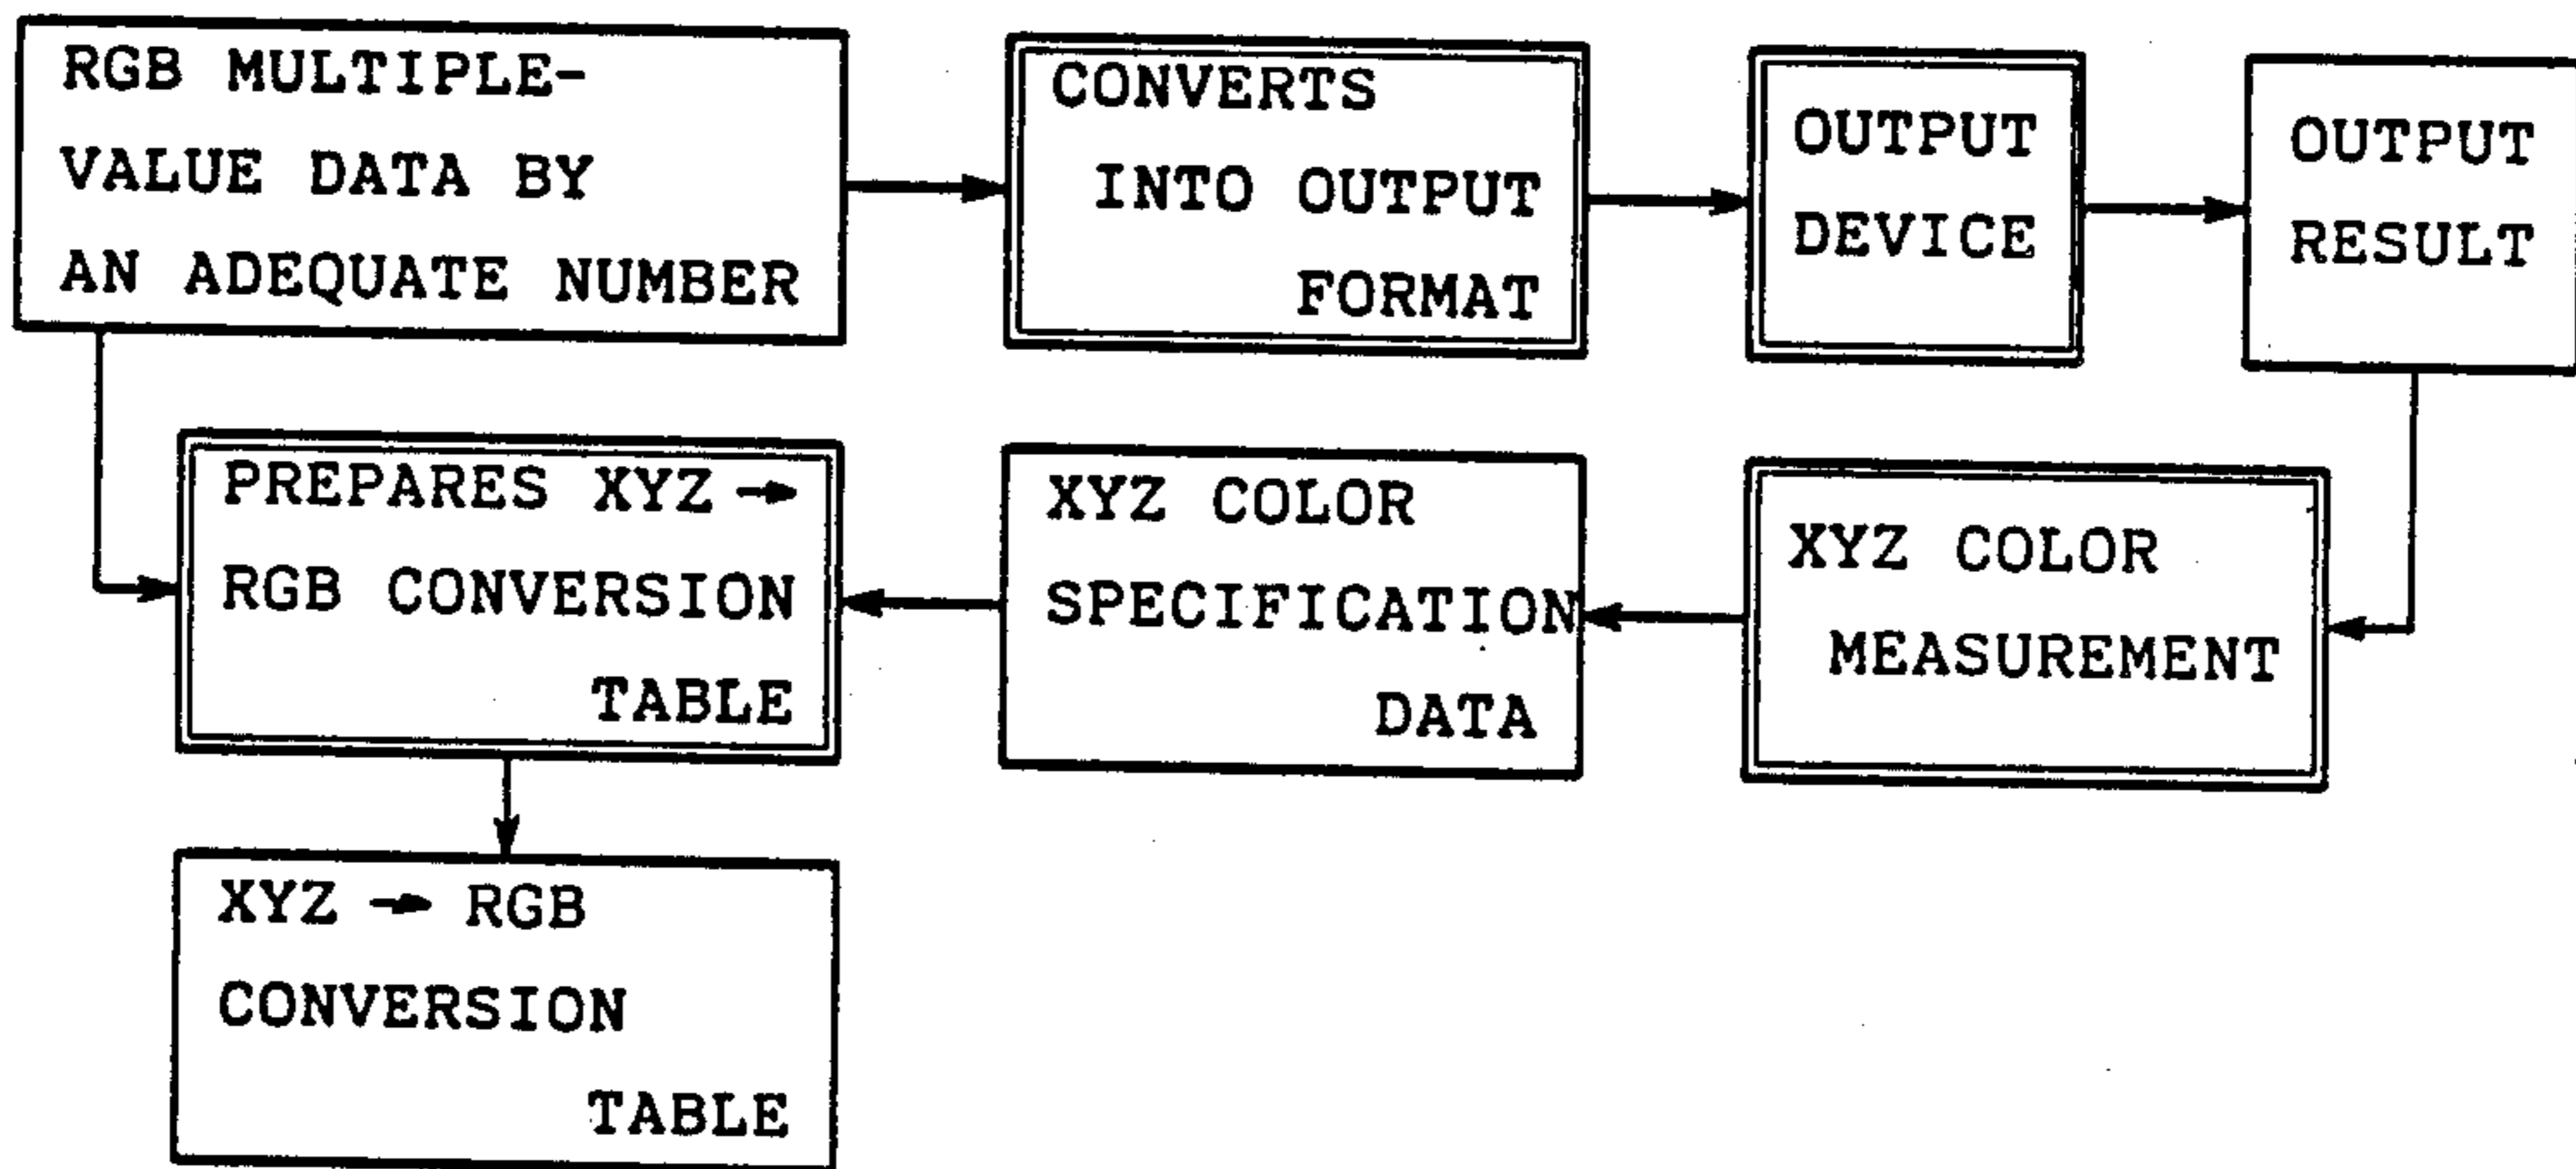 RGB MULTIPLE-
VALUE DATA BY
AN ADEQUATE NUMBER
CONVERTS
INTO OUTPUT
FORMAT
OUTPUT
DEVICE
OUTPUT
RESULT
PREPARES XYZ →
RGB CONVERSION
TABLE
XYZ COLOR
SPECIFICATION
DATA
XYZ COLOR
MEASUREMENT
XYZ → RGB
CONVERSION
TABLE